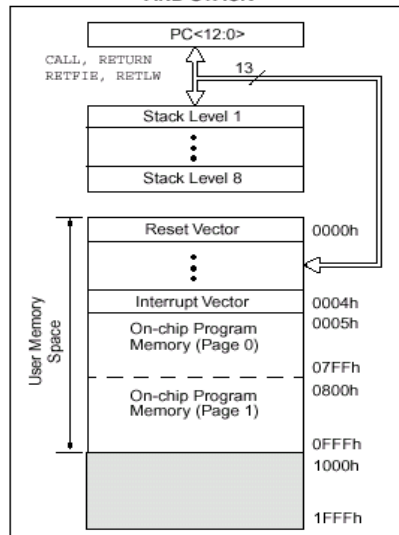 AND STACK
PC<12:0>
CALL, RETURN
RETFIE, RETLW
13
Stack Level 1
Stack Level 8
Reset Vector
0000h
Interrupt Vector
0004h
0005h
On-chip Program
Memory (Page 0)
07FFh
0800h
On-chip Program
Memory (Page 1)
0FFFh
1000h
1FFFh
User Memory
Space